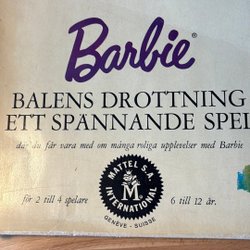 Barbie®
BALENS DROTTNING
ETT SPÄNNANDE SPEL
där du får vara med om många roliga upplevelser med Barbie
för 2 till 4 spelare
MATTEL S.A.
M
INTERNATIONAL
6 till 12 år.
GENÈVE - SUISSE